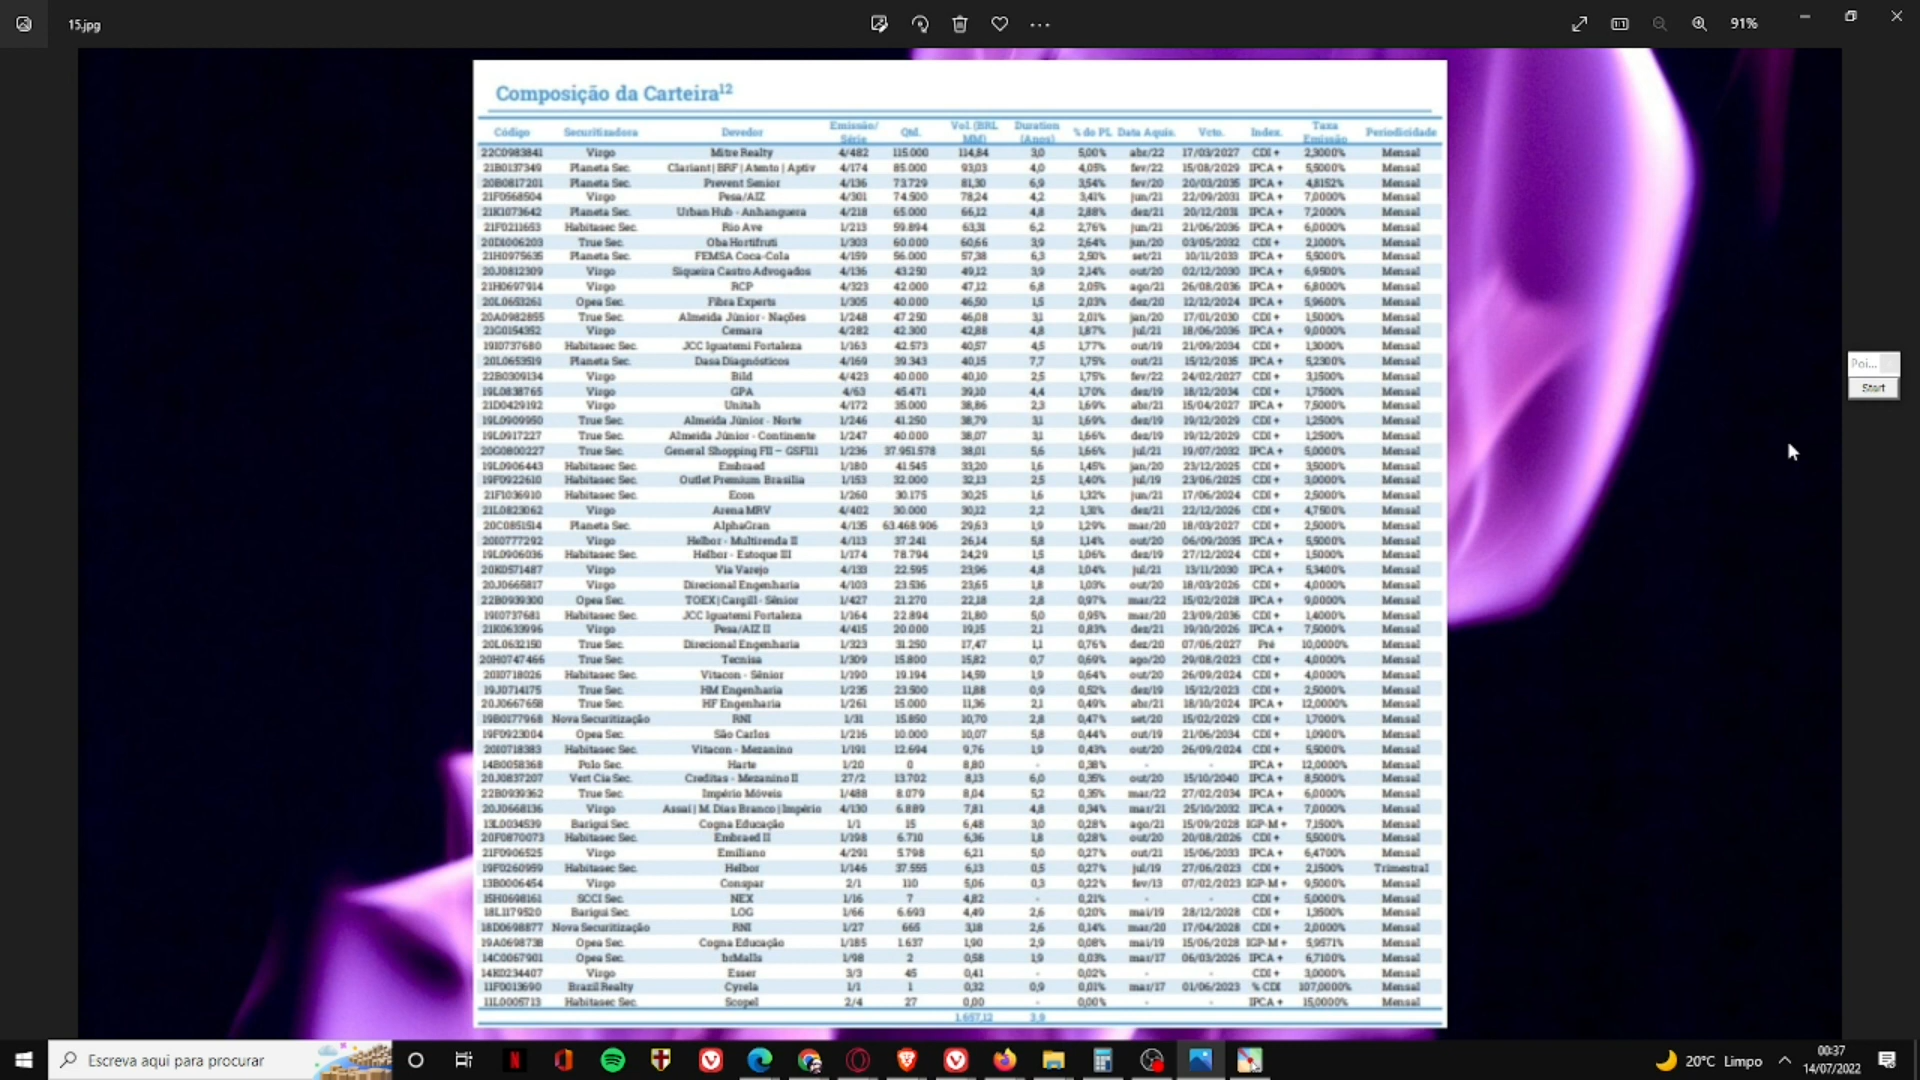 15.jpg
91%
Composição da Carteira¹²
Código Securitizadora Devedor Emissão/Série Qtd. Vol. (BRL MM) Duration (Anos) % do PL Data Aquis. Vcto. Index. Taxa Emissão Periodicidade
22C0983841 Virgo Mitre Realty 4/482 115.000 114,84 3,0 5,00% abr/22 17/03/2027 CDI + 2,3000% Mensal
21B0137349 Planeta Sec. Clariant | BRF | Atento | Aptiv 4/174 85.000 93,03 4,0 4,05% fev/22 15/08/2029 IPCA + 5,5000% Mensal
20B0817201 Planeta Sec. Prevent Senior 4/136 73.729 81,30 6,9 3,54% fev/20 20/03/2035 IPCA + 4,8152% Mensal
21F0568504 Virgo Pesa/AIZ 4/301 74.500 78,24 4,2 3,41% jun/21 22/09/2031 IPCA + 7,0000% Mensal
21K1073642 Planeta Sec. Urban Hub - Anhanguera 4/218 65.000 66,12 4,8 2,88% dez/21 20/12/2031 IPCA + 7,2000% Mensal
21F0211653 Habitasec Sec. Rio Ave 1/213 59.894 63,31 6,2 2,76% jun/21 21/06/2036 IPCA + 6,0000% Mensal
20D1006203 True Sec. Oba Hortifruti 1/303 60.000 60,66 3,9 2,64% jun/20 03/05/2032 CDI + 2,1000% Mensal
21H0975635 Planeta Sec. FEMSA Coca-Cola 4/159 56.000 57,38 6,3 2,50% set/21 10/11/2033 IPCA + 5,5000% Mensal
20J0812309 Virgo Siqueira Castro Advogados 4/136 43.250 49,12 3,9 2,14% out/20 02/12/2030 IPCA + 6,9500% Mensal
21H0697914 Virgo RCP 4/323 42.000 47,12 6,8 2,05% ago/21 26/08/2036 IPCA + 6,8000% Mensal
20L0653261 Opea Sec. Fibra Experts 1/305 40.000 46,50 1,5 2,03% dez/20 12/12/2024 IPCA + 5,9600% Mensal
20A0982855 True Sec. Almeida Júnior - Nações 1/248 47.250 46,08 3,1 2,01% jan/20 17/01/2030 CDI + 1,5000% Mensal
21G0154352 Virgo Cemara 4/282 42.300 42,88 4,8 1,87% jul/21 18/06/2036 IPCA + 9,0000% Mensal
19I0737680 Habitasec Sec. JCC Iguatemi Fortaleza 1/163 42.573 40,57 4,5 1,77% out/19 21/09/2034 CDI + 1,3000% Mensal
20L0653519 Planeta Sec. Dasa Diagnósticos 4/169 39.343 40,15 7,7 1,75% out/21 15/12/2035 IPCA + 5,2300% Mensal
22B0309134 Virgo Bild 4/423 40.000 40,10 2,5 1,75% fev/22 24/02/2027 CDI + 3,1500% Mensal
19L0838765 Virgo GPA 4/63 45.471 39,10 4,4 1,70% dez/19 18/12/2034 CDI + 1,7500% Mensal
21D0429192 Virgo Unitah 4/172 35.000 38,86 2,3 1,69% abr/21 15/04/2027 IPCA + 7,5000% Mensal
19L0909950 True Sec. Almeida Júnior - Norte 1/246 41.250 38,79 3,1 1,69% dez/19 19/12/2029 CDI + 1,2500% Mensal
19L0917227 True Sec. Almeida Júnior - Continente 1/247 40.000 38,07 3,1 1,66% dez/19 19/12/2029 CDI + 1,2500% Mensal
20G0800227 True Sec. General Shopping FII – GSFI11 1/236 37.951.578 38,01 5,6 1,66% jul/21 19/07/2032 IPCA + 5,0000% Mensal
19L0906443 Habitasec Sec. Embraed 1/180 41.545 33,20 1,6 1,45% jan/20 23/12/2025 CDI + 3,5000% Mensal
19F0922610 Habitasec Sec. Outlet Premium Brasília 1/153 32.000 32,13 2,5 1,40% jul/19 23/06/2025 CDI + 3,0000% Mensal
21F1036910 Habitasec Sec. Econ 1/260 30.175 30,25 1,6 1,32% jun/21 17/06/2024 CDI + 2,5000% Mensal
21L0823062 Virgo Arena MRV 4/402 30.000 30,12 2,2 1,31% dez/21 22/12/2026 CDI + 4,7500% Mensal
20C0851514 Planeta Sec. AlphaGran 4/135 63.468.906 29,63 1,9 1,29% mar/20 18/03/2027 CDI + 2,5000% Mensal
20I0777292 Virgo Helbor - Multirenda II 4/113 37.241 26,14 5,8 1,14% out/20 06/09/2035 IPCA + 5,5000% Mensal
19L0906036 Habitasec Sec. Helbor - Estoque III 1/174 78.794 24,29 1,5 1,06% dez/19 27/12/2024 CDI + 1,5000% Mensal
20K0571487 Virgo Via Varejo 4/133 22.595 23,96 4,8 1,04% jul/21 13/11/2030 IPCA + 5,3400% Mensal
20J0665817 Virgo Direcional Engenharia 4/103 23.536 23,65 1,8 1,03% out/20 18/03/2026 CDI + 4,0000% Mensal
22B0939300 Opea Sec. TOEX | Cargill - Sênior 1/427 21.270 22,18 2,8 0,97% mar/22 15/02/2028 IPCA + 9,0000% Mensal
19I0737681 Habitasec Sec. JCC Iguatemi Fortaleza 1/164 22.894 21,80 5,0 0,95% mar/20 23/09/2036 CDI + 1,4000% Mensal
21K0633996 Virgo Pesa/AIZ II 4/415 20.000 19,15 2,1 0,83% dez/21 19/10/2026 IPCA + 7,5000% Mensal
20L0632150 True Sec. Direcional Engenharia 1/323 31.250 17,47 1,1 0,76% dez/20 07/06/2027 Pré 10,0000% Mensal
20H0747466 True Sec. Tecnisa 1/309 15.800 15,82 0,7 0,69% ago/20 29/08/2023 CDI + 4,0000% Mensal
20I0718026 Habitasec Sec. Vitacon - Sênior 1/190 19.194 14,59 1,9 0,64% out/20 26/09/2024 CDI + 4,0000% Mensal
19J0714175 True Sec. HM Engenharia 1/235 23.500 11,88 0,9 0,52% dez/19 15/12/2023 CDI + 2,5000% Mensal
20J0667658 True Sec. HF Engenharia 1/261 15.000 11,36 2,1 0,49% abr/21 18/10/2024 IPCA + 12,0000% Mensal
19B0177968 Nova Securitização RNI 1/31 15.850 10,70 2,8 0,47% set/20 15/02/2029 CDI + 1,7000% Mensal
19F0923004 Opea Sec. São Carlos 1/216 10.000 10,07 5,8 0,44% out/19 21/06/2034 CDI + 1,0900% Mensal
20I0718383 Habitasec Sec. Vitacon - Mezanino 1/191 12.694 9,76 1,9 0,43% out/20 26/09/2024 CDI + 5,5000% Mensal
14B0058368 Polo Sec. Harte 1/20 0 8,80 - 0,38% - - IPCA + 12,0000% Mensal
20J0837207 Vert Cia Sec. Creditas - Mezanino II 27/2 13.702 8,13 6,0 0,35% out/20 15/10/2040 IPCA + 8,5000% Mensal
22B0939362 True Sec. Império Móveis 1/488 8.079 8,04 5,2 0,35% mar/22 27/02/2034 IPCA + 6,0000% Mensal
20J0668136 Virgo Assaí | M. Dias Branco | Império 4/130 6.889 7,81 4,8 0,34% mar/21 25/10/2032 IPCA + 7,0000% Mensal
13L0034539 Barigui Sec. Cogna Educação 1/1 15 6,48 3,0 0,28% ago/21 15/09/2028 IGP-M + 7,1500% Mensal
20F0870073 Habitasec Sec. Embraed II 1/198 6.710 6,36 1,8 0,28% out/20 20/08/2026 CDI + 5,5000% Mensal
21F0906525 Virgo Emiliano 4/291 5.798 6,21 5,0 0,27% out/21 15/06/2033 IPCA + 6,4700% Mensal
19F0260959 Habitasec Sec. Helbor 1/146 37.555 6,13 0,5 0,27% jul/19 27/06/2023 CDI + 2,1500% Trimestral
13B0006454 Virgo Conspar 2/1 110 5,06 0,3 0,22% fev/13 07/02/2023 IGP-M + 9,5000% Mensal
15H0698161 SCCI Sec. NEX 1/16 7 4,82 - 0,21% - - CDI + 5,0000% Mensal
18L1179520 Barigui Sec. LOG 1/66 6.693 4,49 2,6 0,20% mai/19 28/12/2028 CDI + 1,3500% Mensal
18D0698877 Nova Securitização RNI 1/27 665 3,18 2,6 0,14% mar/20 17/04/2028 CDI + 2,0000% Mensal
19A0698738 Opea Sec. Cogna Educação 1/185 1.637 1,90 2,9 0,08% mai/19 15/06/2028 IGP-M + 5,9571% Mensal
14C0067901 Opea Sec. brMalls 1/98 2 0,58 1,9 0,03% mar/17 06/03/2026 IPCA + 6,7100% Mensal
14K0234407 Virgo Esser 3/3 45 0,41 - 0,02% - - CDI + 3,0000% Mensal
11F0013690 Brazil Realty Cyrela 1/1 1 0,32 0,9 0,01% mar/17 01/06/2023 % CDI 107,0000% Mensal
11L0005713 Habitasec Sec. Scopel 2/4 27 0,00 - 0,00% - - IPCA + 15,0000% Mensal
1.657,12 3,9
Poi...
Start
Escreva aqui para procurar
20°C Limpo
00:37
14/07/2022